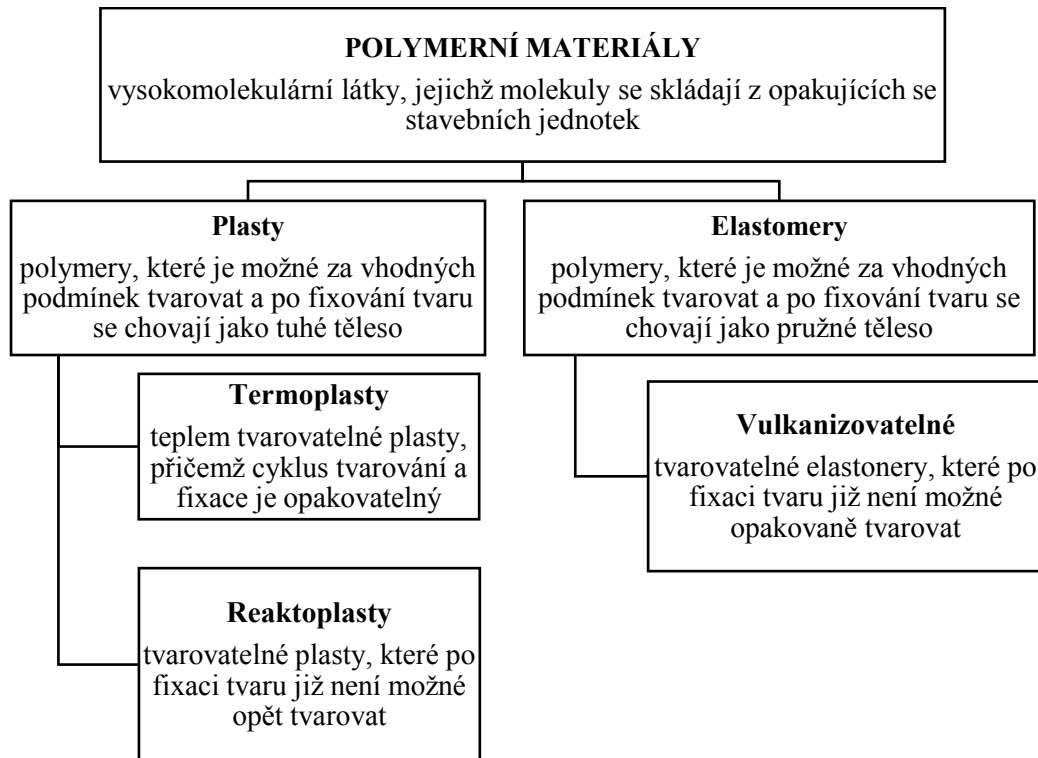 POLYMERNÍ MATERIÁLY
vysokomolekulární látky, jejichž molekuly se skládají z opakujících se
stavebních jednotek
Plasty
polymery, které je možné za vhodných
podmínek tvarovat a po fixování tvaru
se chovají jako tuhé těleso
Elastomery
polymery, které je možné za vhodných
podmínek tvarovat a po fixování tvaru se
chovají jako pružné těleso
Termoplasty
teplem tvarovatelné plasty,
přičemž cyklus tvarování a
fixace je opakovatelný
Vulkanizovatelné
tvarovatelné elastonery, které po
fixaci tvaru již není možné
opakovaně tvarovat
Reaktoplasty
tvarovatelné plasty, které po
fixaci tvaru již není možné
opět tvarovat